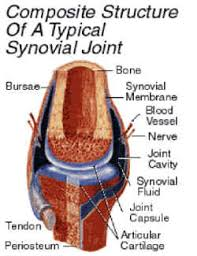 Composite Structure
Of A Typical
Synovial Joint
Bone
Bursae
Synovial
Membrane
Blood
Vessel
Nerve
Joint
Cavity
Synovial
Fluid
Joint
Capsule
Tendon
Articular
Cartilage
Periosteum